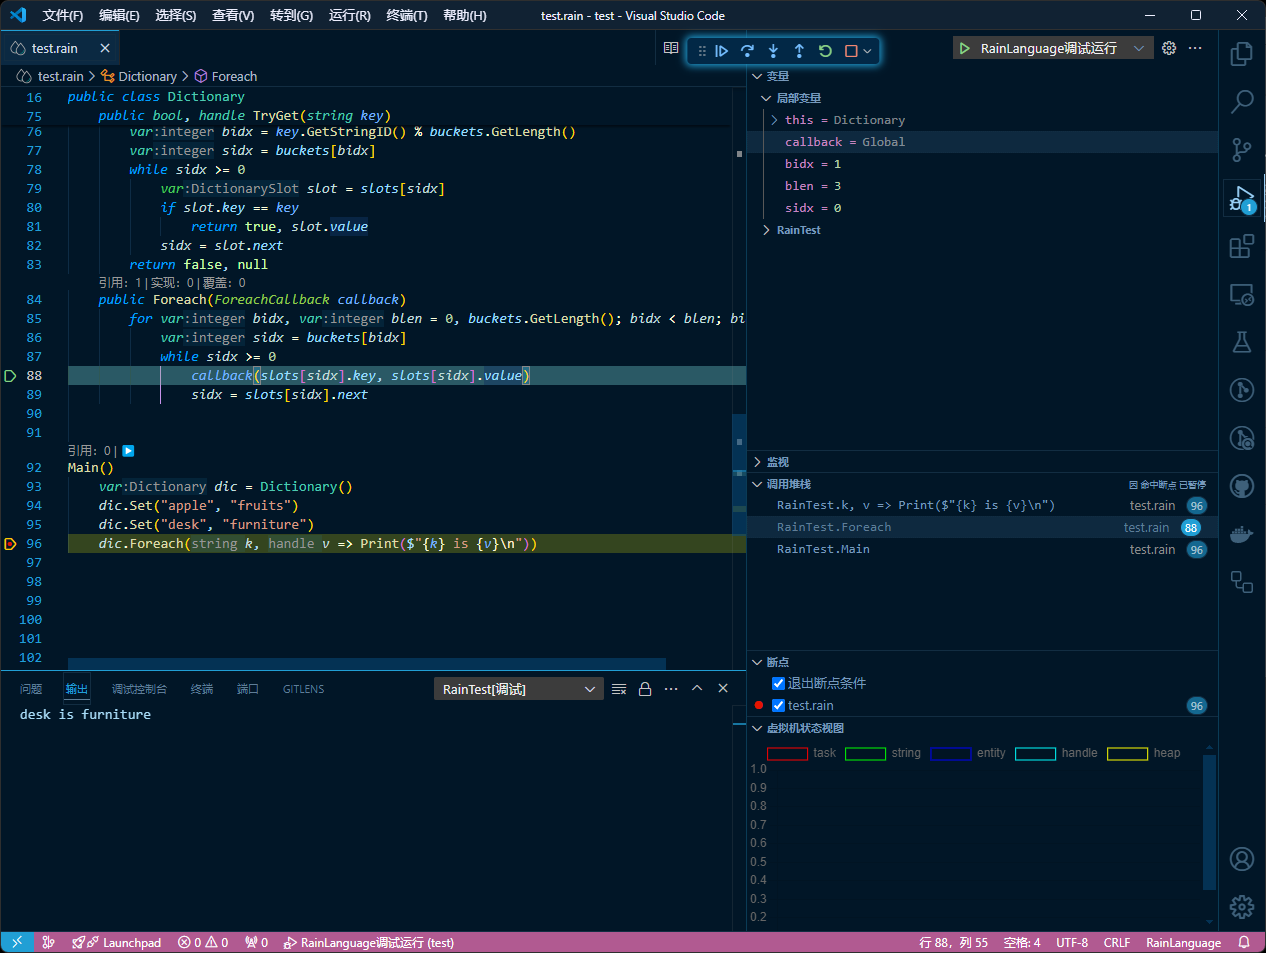 文件(F) 编辑(E) 选择(S) 查看(V) 转到(G) 运行(R) 终端(T) 帮助(H) test.rain - test - Visual Studio Code
test.rain
test.rain > Dictionary > Foreach
16 public class Dictionary
75 public bool, handle TryGet(string key)
76 var:integer bidx = key.GetStringID() % buckets.GetLength()
77 var:integer sidx = buckets[bidx]
78 while sidx >= 0
79 var:DictionarySlot slot = slots[sidx]
80 if slot.key == key
81 return true, slot.value
82 sidx = slot.next
83 return false, null
引用: 1 | 实现: 0 | 覆盖: 0
84 public Foreach(ForeachCallback callback)
85 for var:integer bidx, var:integer blen = 0, buckets.GetLength(); bidx < blen; bi
86 var:integer sidx = buckets[bidx]
87 while sidx >= 0
88 callback(slots[sidx].key, slots[sidx].value)
89 sidx = slots[sidx].next
90
91
引用: 0 |
92 Main()
93 var:Dictionary dic = Dictionary()
94 dic.Set("apple", "fruits")
95 dic.Set("desk", "furniture")
96 dic.Foreach(string k, handle v => Print($"{k} is {v}\n"))
97
98
99
100
101
102
问题 输出 调试控制台 终端 端口 GITLENS
RainTest[调试]
desk is furniture
RainLanguage调试运行
变量
局部变量
this = Dictionary
callback = Global
bidx = 1
blen = 3
sidx = 0
RainTest
监视
调用堆栈 因 命中断点 已暂停
RainTest.k, v => Print($"{k} is {v}\n") test.rain 96
RainTest.Foreach test.rain 88
RainTest.Main test.rain 96
断点
退出断点条件
test.rain 96
虚拟机状态视图
task string entity handle heap
1.0
0.9
0.8
0.7
0.6
0.5
0.4
0.3
0.2
1
Launchpad 0 0 0 RainLanguage调试运行 (test) 行 88，列 55 空格: 4 UTF-8 CRLF RainLanguage